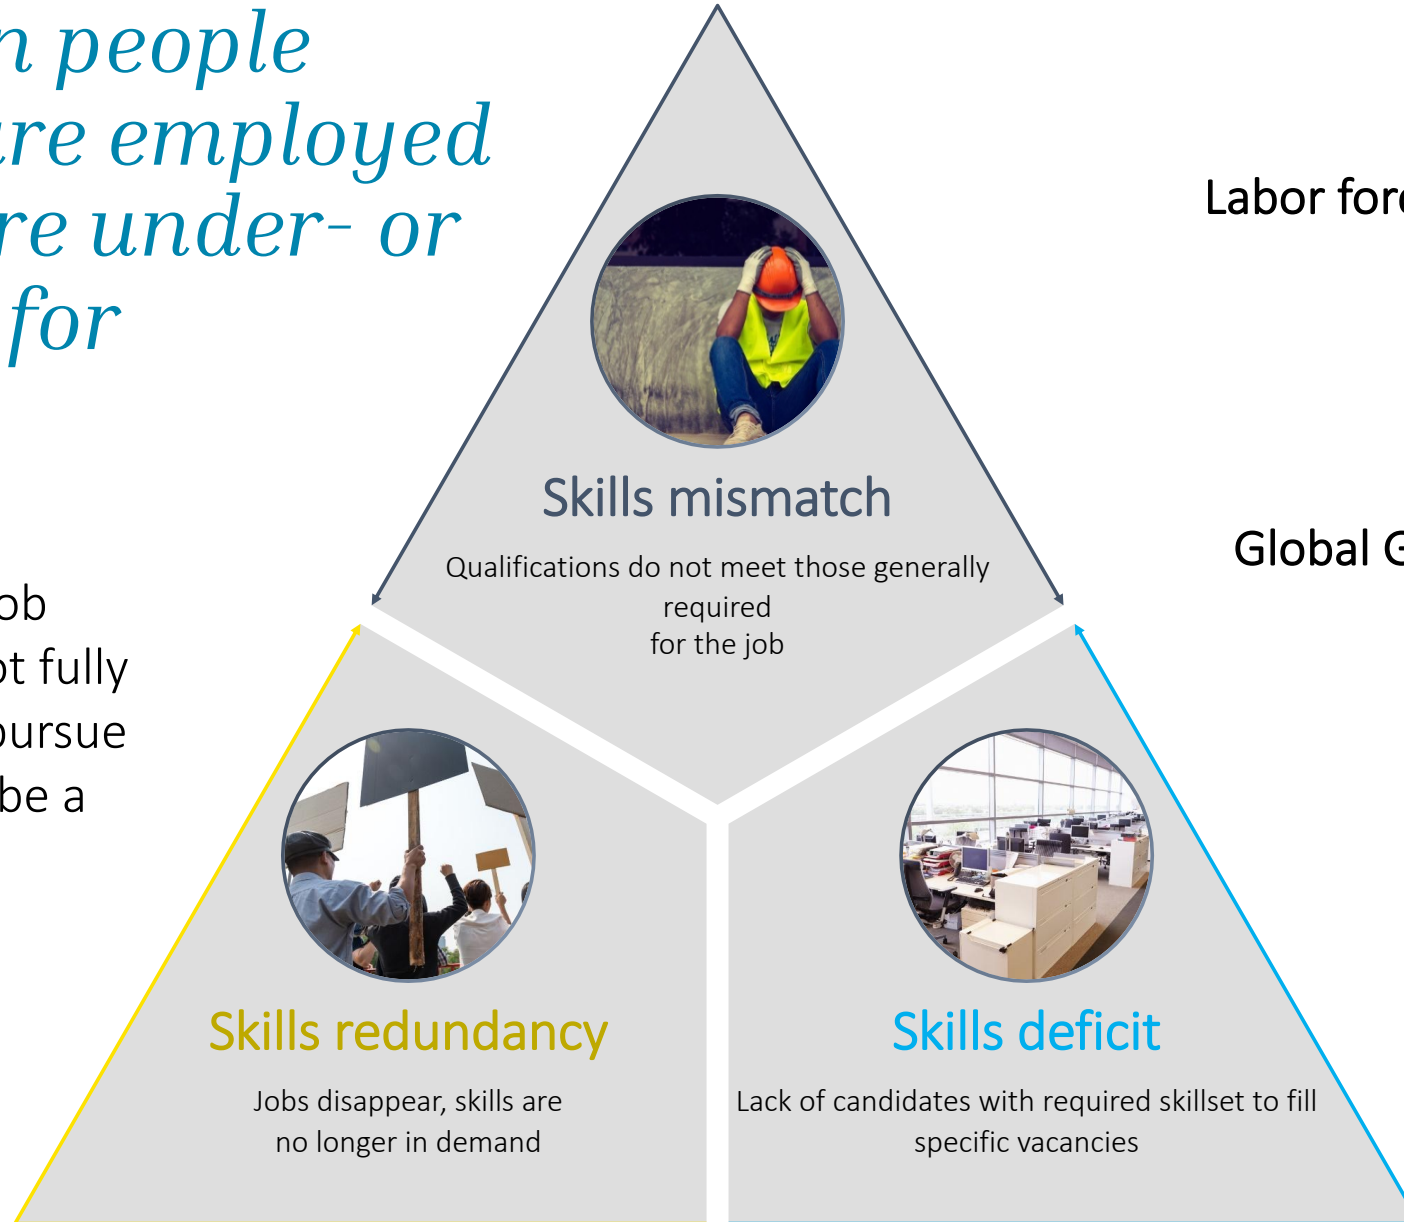 n people
are employed
re under- or
for
Labor for
Skills mismatch
Global G
Qualifications do not meet those generally
required
for the job
ob
ot fully
pursue
be a
Skills redundancy
Jobs disappear, skills are
no longer in demand
Skills deficit
Lack of candidates with required skillset to fill
specific vacancies